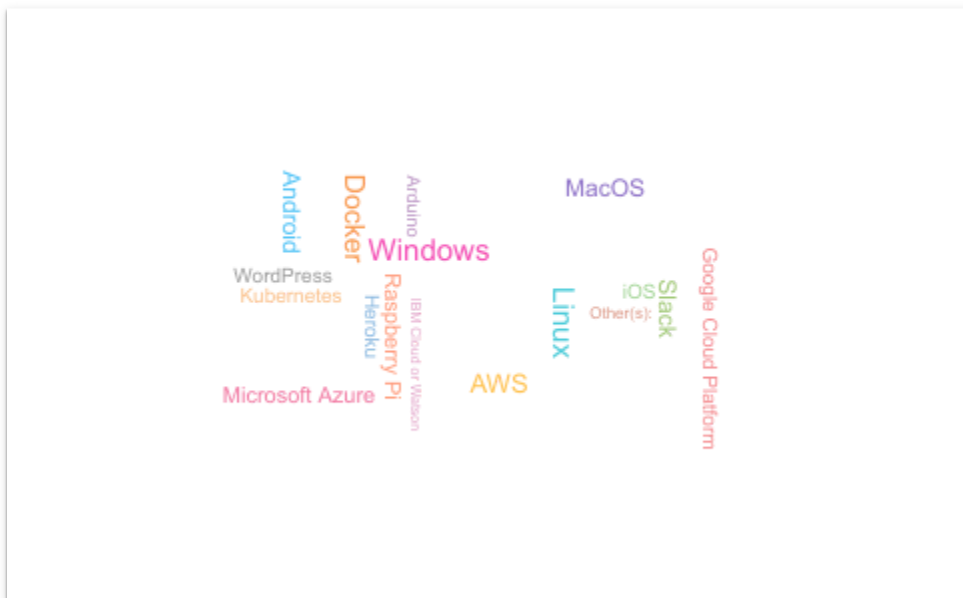 Android
Docker
Arduino
MacOS
Windows
WordPress
Kubernetes
Heroku
Raspberry Pi
IBM Cloud or Watson
Linux
iOS
Other(s):
Slack
Google Cloud Platform
AWS
Microsoft Azure